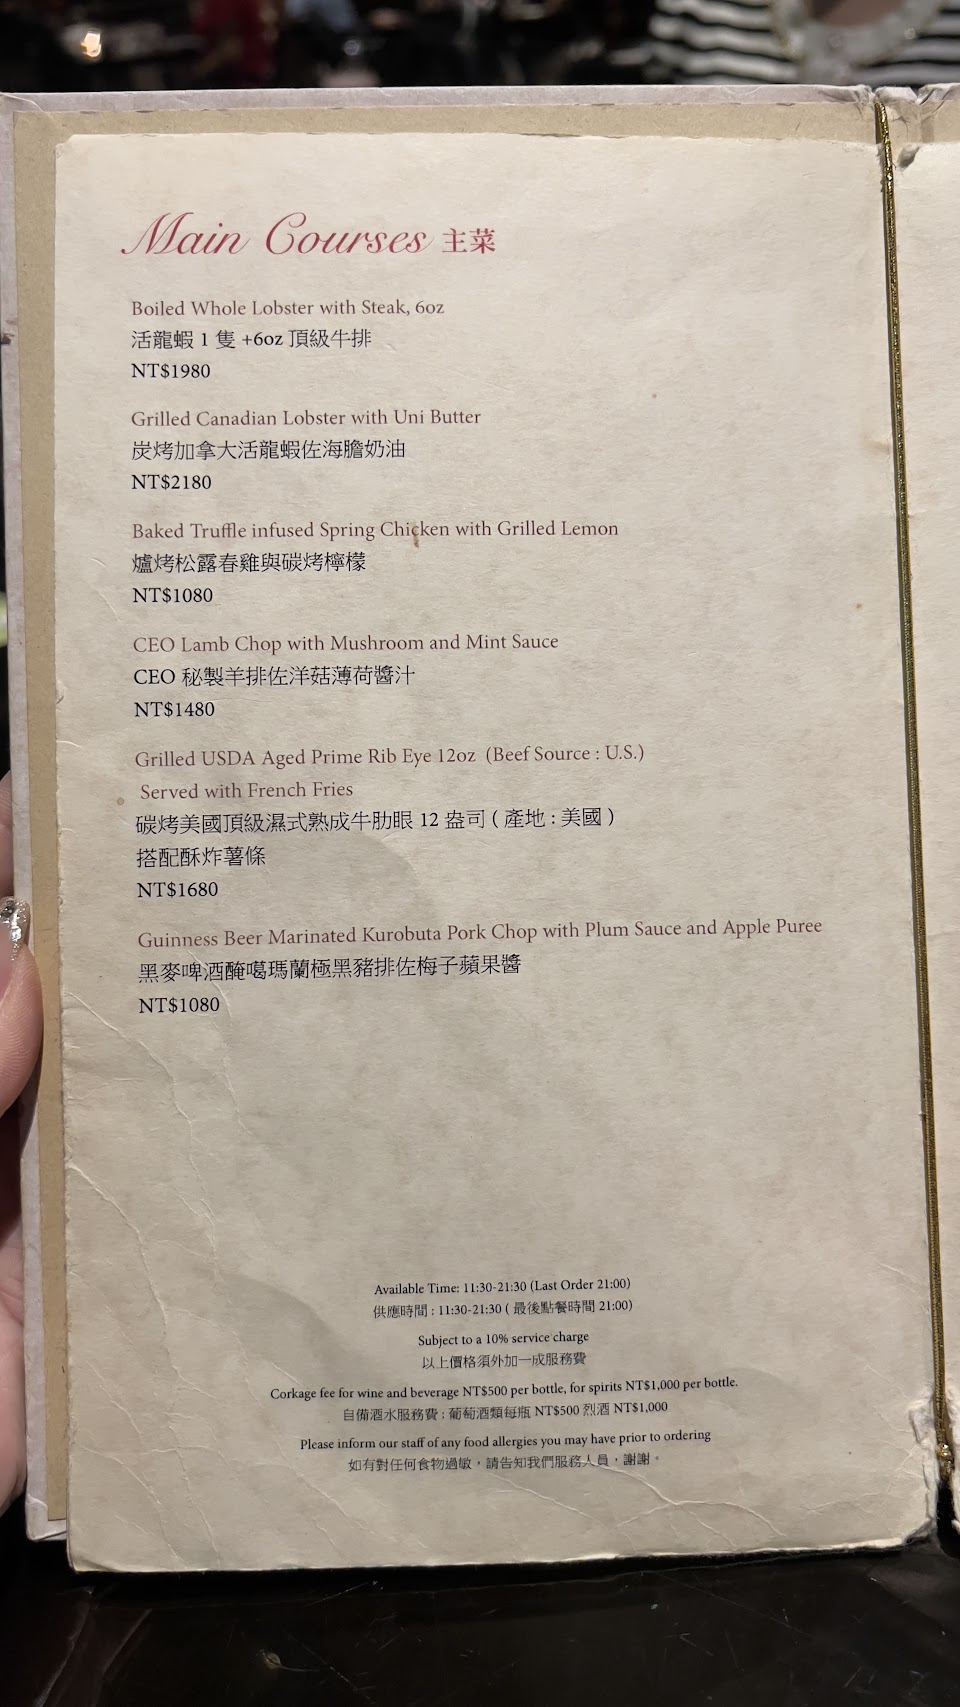 Main Courses 主菜
Boiled Whole Lobster with Steak, 6oz
活龍蝦 1 隻 +6oz 頂級牛排
NT$1980
Grilled Canadian Lobster with Uni Butter
炭烤加拿大活龍蝦佐海膽奶油
NT$2180
Baked Truffle infused Spring Chicken with Grilled Lemon
爐烤松露春雞與碳烤檸檬
NT$1080
CEO Lamb Chop with Mushroom and Mint Sauce
CEO 秘製羊排佐洋菇薄荷醬汁
NT$1480
Grilled USDA Aged Prime Rib Eye 12oz (Beef Source : U.S.)
Served with French Fries
碳烤美國頂級濕式熟成牛肋眼 12 盎司 ( 產地 : 美國 )
搭配酥炸薯條
NT$1680
Guinness Beer Marinated Kurobuta Pork Chop with Plum Sauce and Apple Puree
黑麥啤酒醃噶瑪蘭極黑豬排佐梅子蘋果醬
NT$1080
Available Time: 11:30-21:30 (Last Order 21:00)
供應時間 : 11:30-21:30 ( 最後點餐時間 21:00)
Subject to a 10% service charge
以上價格須外加一成服務費
Corkage fee for wine and beverage NT$500 per bottle, for spirits NT$1,000 per bottle.
自備酒水服務費 : 葡萄酒類每瓶 NT$500 烈酒 NT$1,000
Please inform our staff of any food allergies you may have prior to ordering
如有對任何食物過敏，請告知我們服務人員，謝謝。